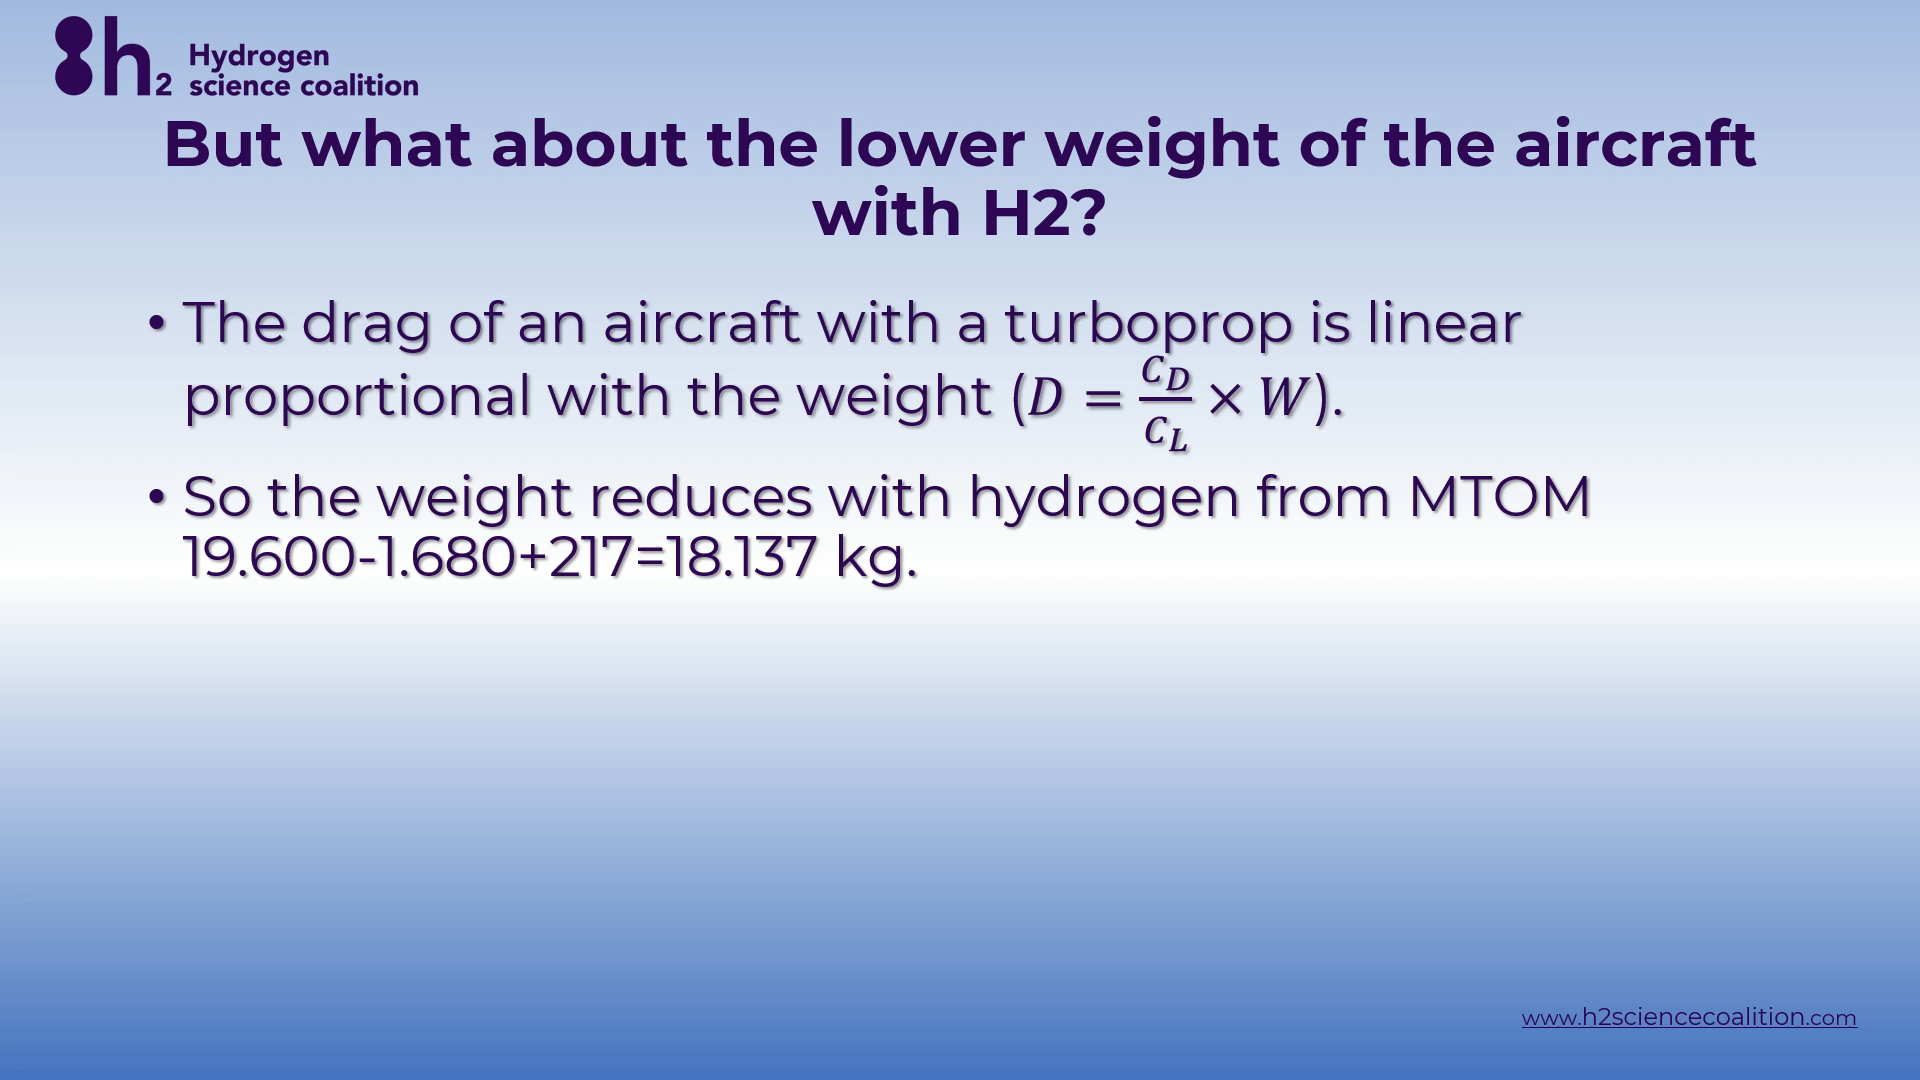 h2 Hydrogen
science coalition
But what about the lower weight of the aircraft
with H2?
• The drag of an aircraft with a turboprop is linear
proportional with the weight (D = C_D/C_L × W).
• So the weight reduces with hydrogen from MTOM
19.600-1.680+217=18.137 kg.
www.h2sciencecoalition.com